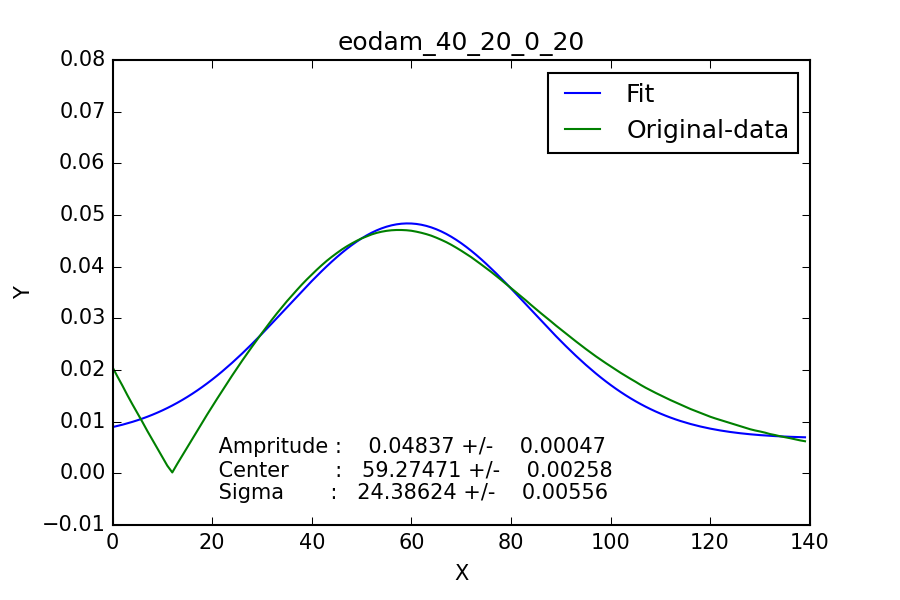 eodam_40_20_0_20
0.08
0.07
0.06
0.05
0.04
0.03
0.02
0.01
0.00
−0.01
Y
Fit
Original-data
Ampritude : 0.04837 +/- 0.00047
Center : 59.27471 +/- 0.00258
Sigma : 24.38624 +/- 0.00556
0 20 40 60 80 100 120 140
X